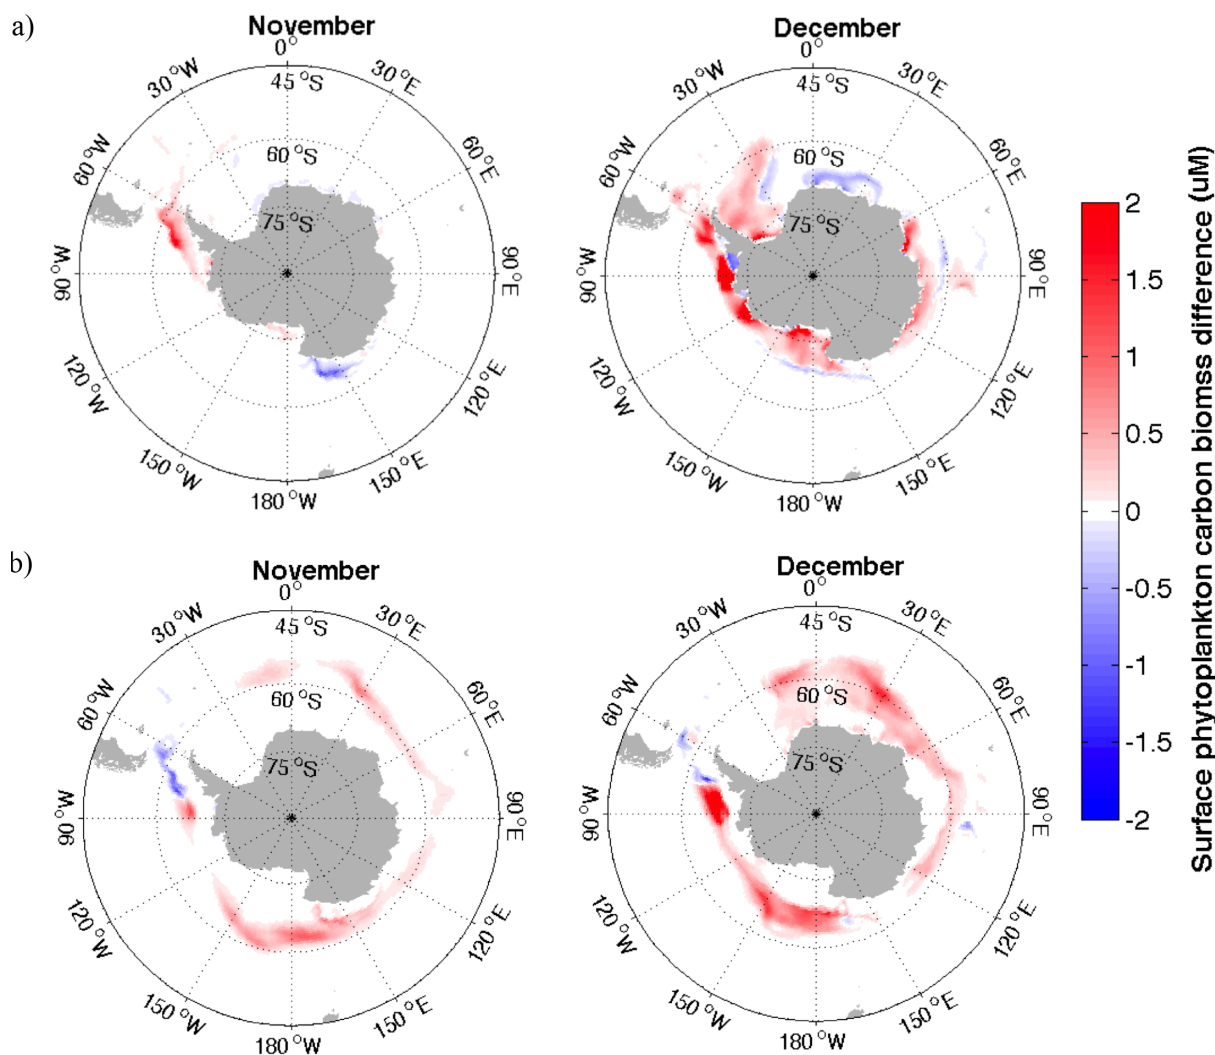 a)
November
December
0°
30 °W
45 °S
30 °E
60 °W
60 °S
60 °E
75 °S
90 °W
90 °E
120 °W
120 °E
150 °W
150 °E
180 °W
0°
30 °W
45 °S
30 °E
60 °W
60 °S
60 °E
75 °S
90 °W
90 °E
120 °W
120 °E
150 °W
150 °E
180 °W
b)
November
December
0°
30 °W
45 °S
30 °E
60 °W
60 °S
60 °E
75 °S
90 °W
90 °E
120 °W
120 °E
150 °W
150 °E
180 °W
0°
30 °W
45 °S
30 °E
60 °W
60 °S
60 °E
75 °S
90 °W
90 °E
120 °W
120 °E
150 °W
150 °E
180 °W
2
1.5
1
0.5
0
-0.5
-1
-1.5
-2
Surface phytoplankton carbon biomss difference (uM)